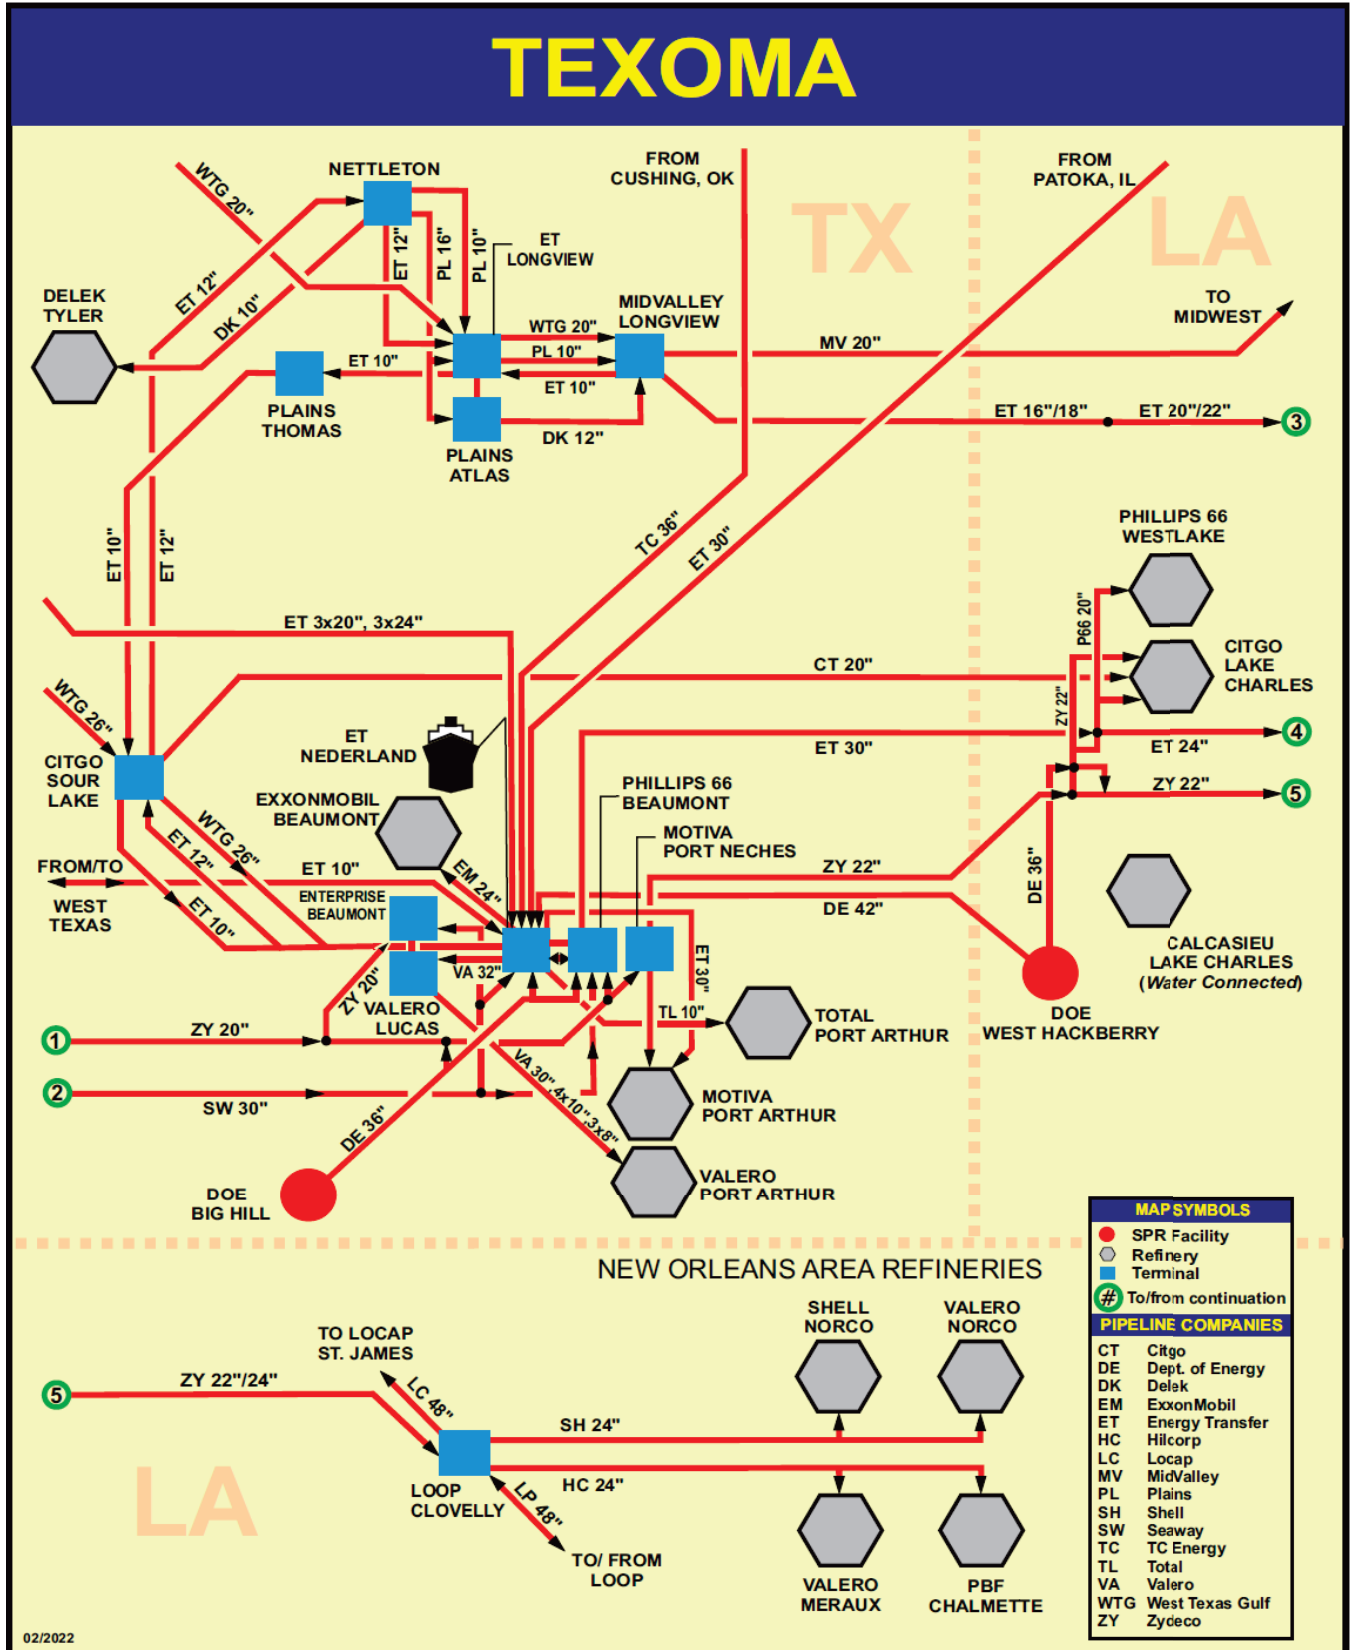 TEXOMA
TX
LA
NETTLETON
WTG 20"
FROM
CUSHING, OK
FROM
PATOKA, IL
ET 12"
PL 16"
PL 10"
ET
LONGVIEW
ET 12"
DK 10"
DELEK
TYLER
MIDVALLEY
LONGVIEW
TO
MIDWEST
WTG 20"
PL 10"
ET 10"
MV 20"
ET 10"
PLAINS
THOMAS
DK 12"
PLAINS
ATLAS
ET 16"/18"
ET 20"/22"
3
ET 10"
ET 12"
TC 36"
ET 30"
PHILLIPS 66
WESTLAKE
P66 20"
ET 3x20", 3x24"
CT 20"
CITGO
LAKE
CHARLES
ZY 22"
WTG 26"
ET
NEDERLAND
ET 30"
ET 24"
4
CITGO
SOUR
LAKE
PHILLIPS 66
BEAUMONT
ZY 22"
5
EXXONMOBIL
BEAUMONT
MOTIVA
PORT NECHES
WTG 26"
ET 12"
FROM/TO
WEST
TEXAS
ET 10"
EM 24"
ZY 22"
DE 36"
ENTERPRISE
BEAUMONT
ET 10"
DE 42"
CALCASIEU
LAKE CHARLES
(Water Connected)
ET 30"
VA 32"
ZY 20"
VALERO
LUCAS
TL 10"
TOTAL
PORT ARTHUR
DOE
WEST HACKBERRY
1
ZY 20"
2
SW 30"
VA 30",4x10",3x8"
MOTIVA
PORT ARTHUR
DE 36"
VALERO
PORT ARTHUR
DOE
BIG HILL
MAP SYMBOLS
SPR Facility
Refinery
Terminal
# To/from continuation
PIPELINE COMPANIES
CT Citgo
DE Dept. of Energy
DK Delek
EM ExxonMobil
ET Energy Transfer
HC Hilcorp
LC Locap
MV MidValley
PL Plains
SH Shell
SW Seaway
TC TC Energy
TL Total
VA Valero
WTG West Texas Gulf
ZY Zydeco
NEW ORLEANS AREA REFINERIES
SHELL
NORCO
VALERO
NORCO
TO LOCAP
ST. JAMES
5
ZY 22"/24"
LC 48"
SH 24"
HC 24"
LA
LOOP
CLOVELLY
LP 48"
TO/ FROM
LOOP
VALERO
MERAUX
PBF
CHALMETTE
02/2022